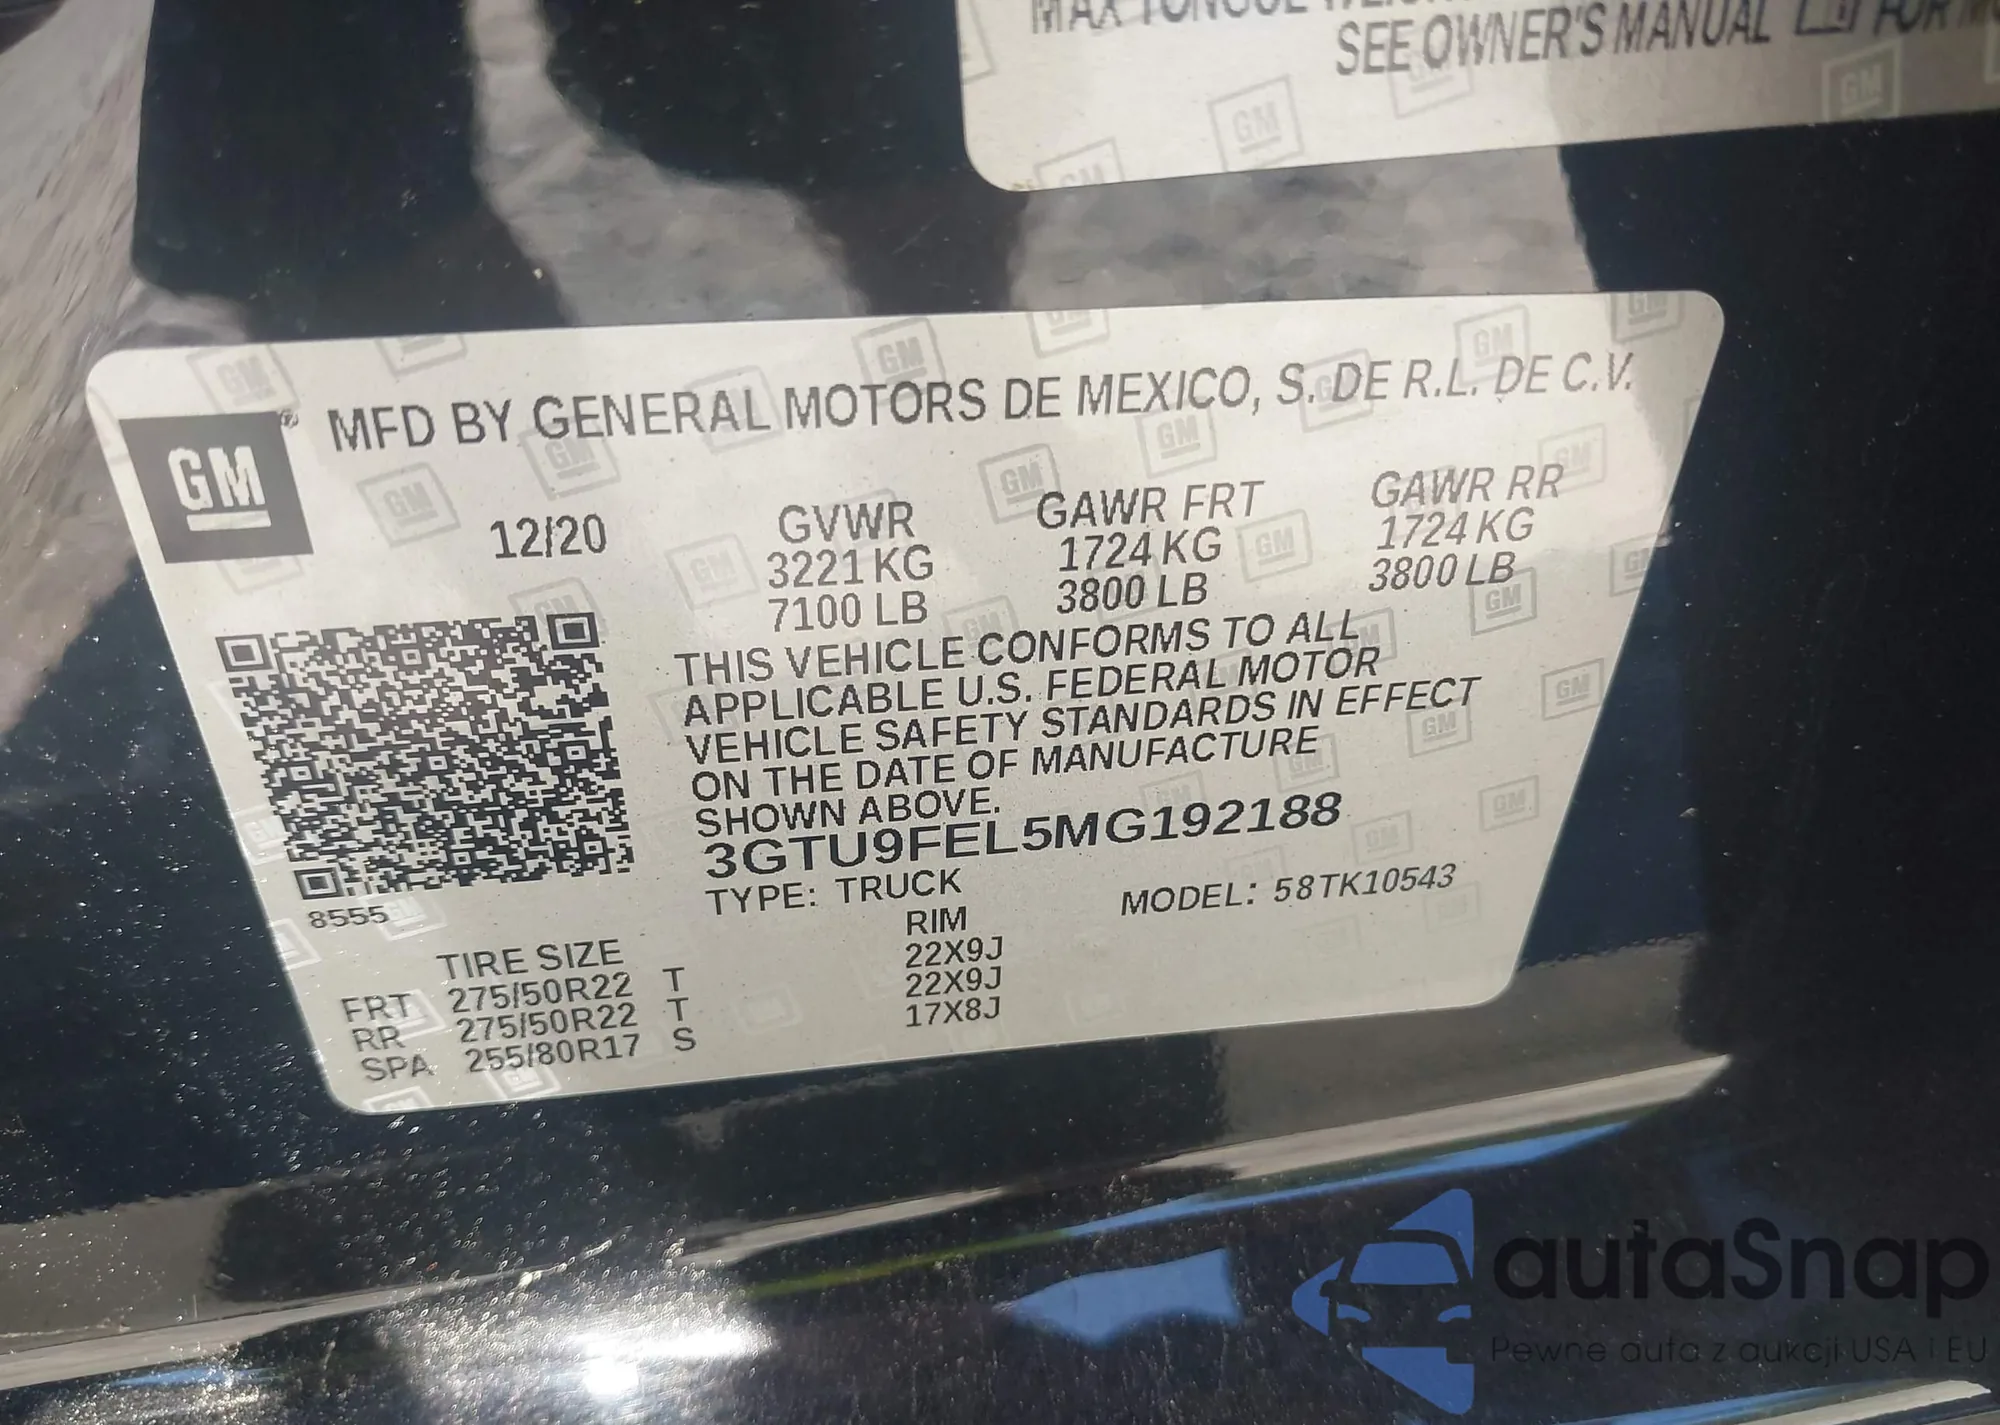 SEE OWNER'S MANUAL
GM ® MFD BY GENERAL MOTORS DE MEXICO, S. DE R.L. DE C.V.
12/20 GVWR GAWR FRT GAWR RR
3221 KG 1724 KG 1724 KG
7100 LB 3800 LB 3800 LB
THIS VEHICLE CONFORMS TO ALL
APPLICABLE U.S. FEDERAL MOTOR
VEHICLE SAFETY STANDARDS IN EFFECT
ON THE DATE OF MANUFACTURE
SHOWN ABOVE.
3GTU9FEL5MG192188
TYPE: TRUCK MODEL: 58TK10543
8555
TIRE SIZE RIM
FRT 275/50R22 T 22X9J
RR 275/50R22 T 22X9J
SPA 255/80R17 S 17X8J
autaSnap
Pewne auta z aukcji USA i EU